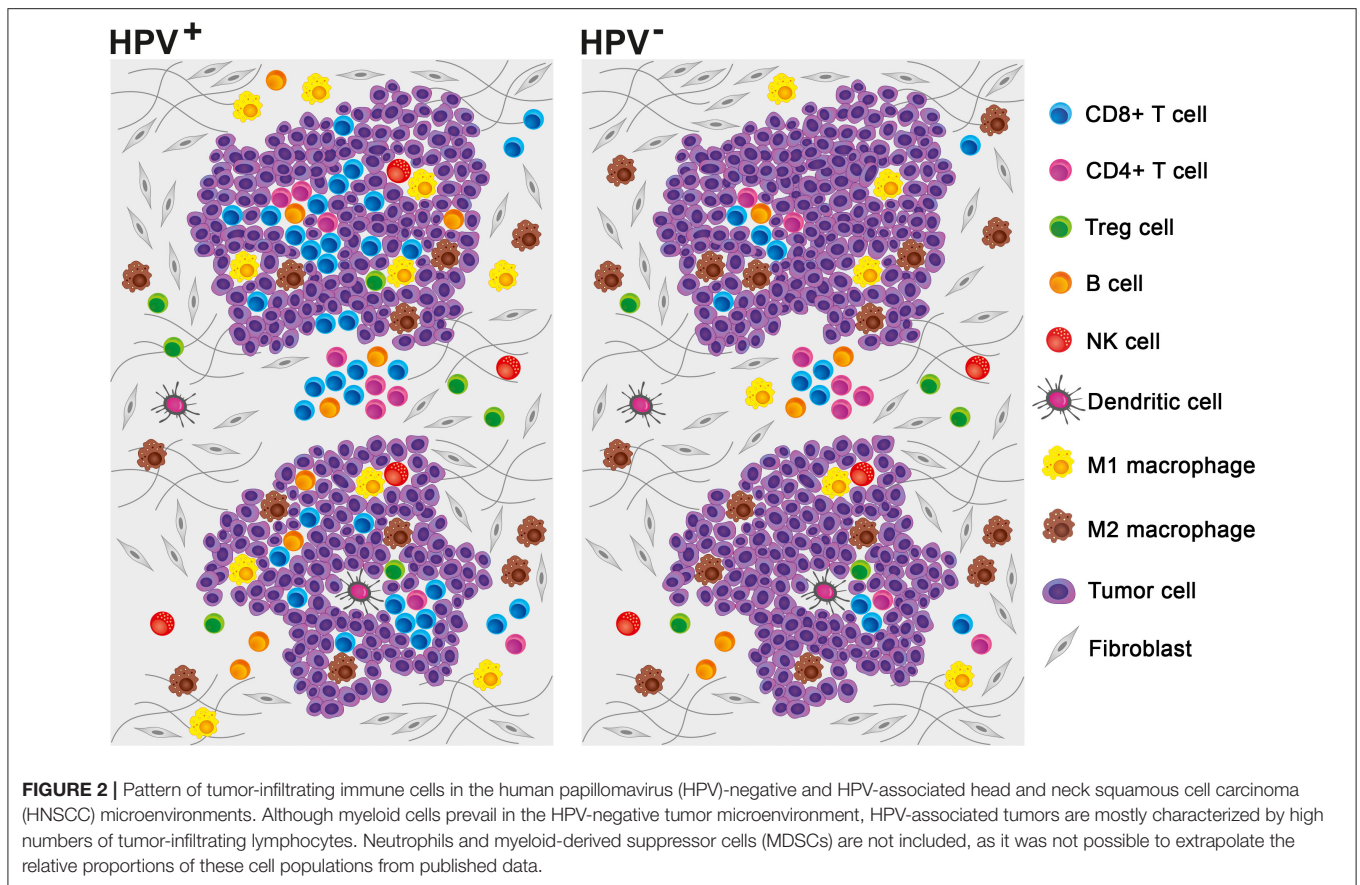 HPV+
HPV-
CD8+ T cell
CD4+ T cell
Treg cell
B cell
NK cell
Dendritic cell
M1 macrophage
M2 macrophage
Tumor cell
Fibroblast
FIGURE 2 | Pattern of tumor-infiltrating immune cells in the human papillomavirus (HPV)-negative and HPV-associated head and neck squamous cell carcinoma
(HNSCC) microenvironments. Although myeloid cells prevail in the HPV-negative tumor microenvironment, HPV-associated tumors are mostly characterized by high
numbers of tumor-infiltrating lymphocytes. Neutrophils and myeloid-derived suppressor cells (MDSCs) are not included, as it was not possible to extrapolate the
relative proportions of these cell populations from published data.